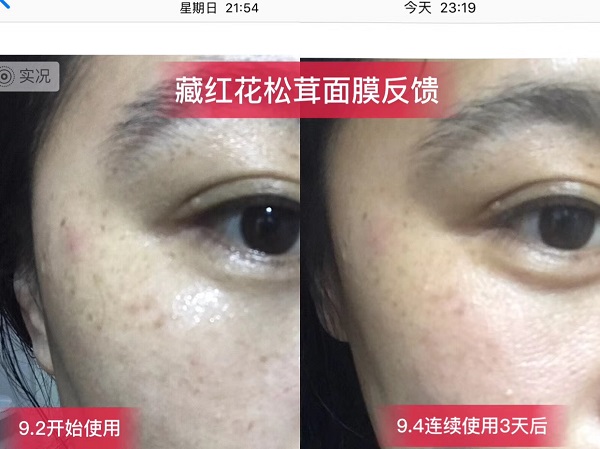 星期日 21:54
今天 23:19
实况
藏红花松茸面膜反馈
9.2开始使用
9.4连续使用3天后